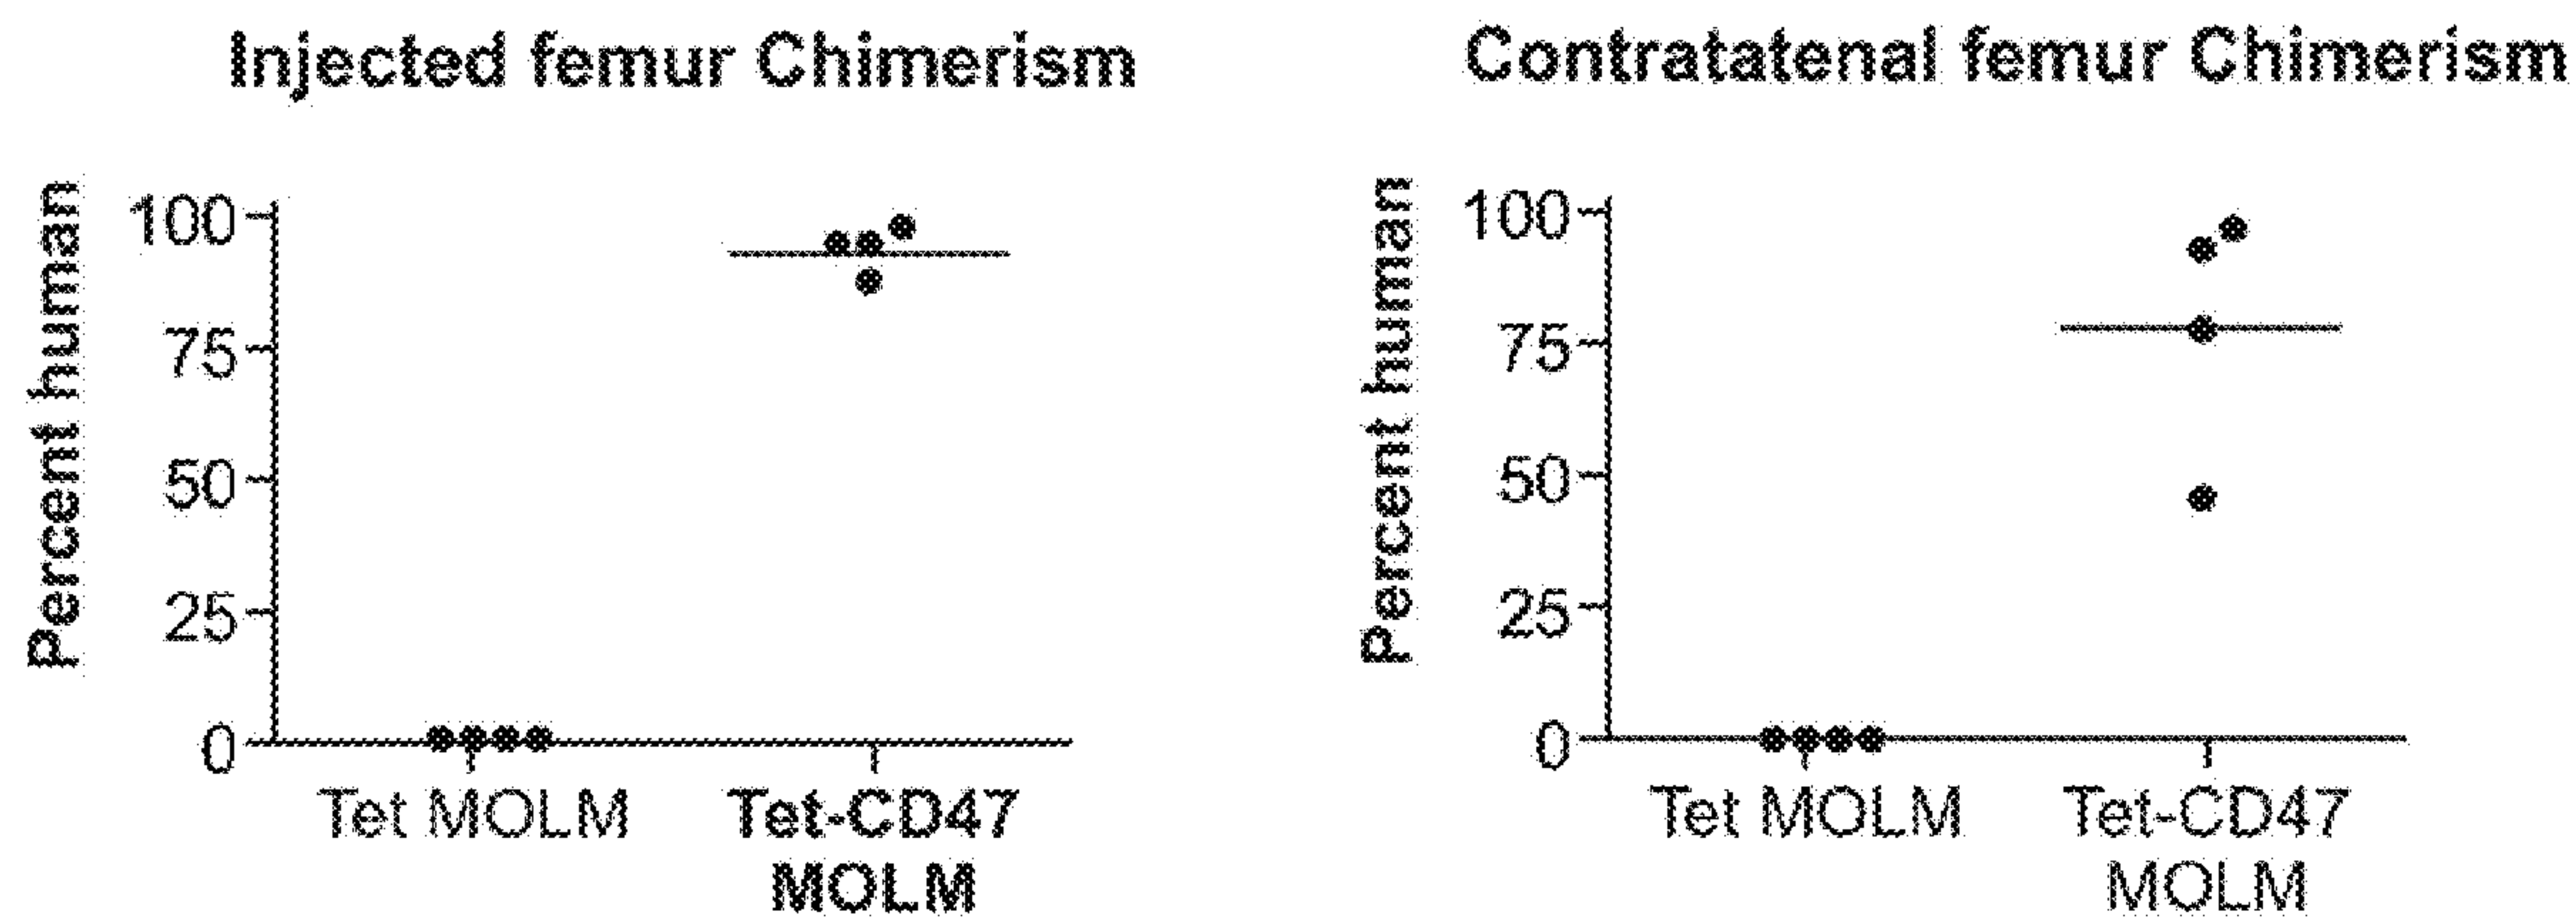 Injected femur Chimerism
Percent human
100
75
50
25
0
Tet MOLM
Tet-CD47
MOLM
Contratatenal femur Chimerism
Percent human
100
75
50
25
0
Tet MOLM
Tet-CD47
MOLM